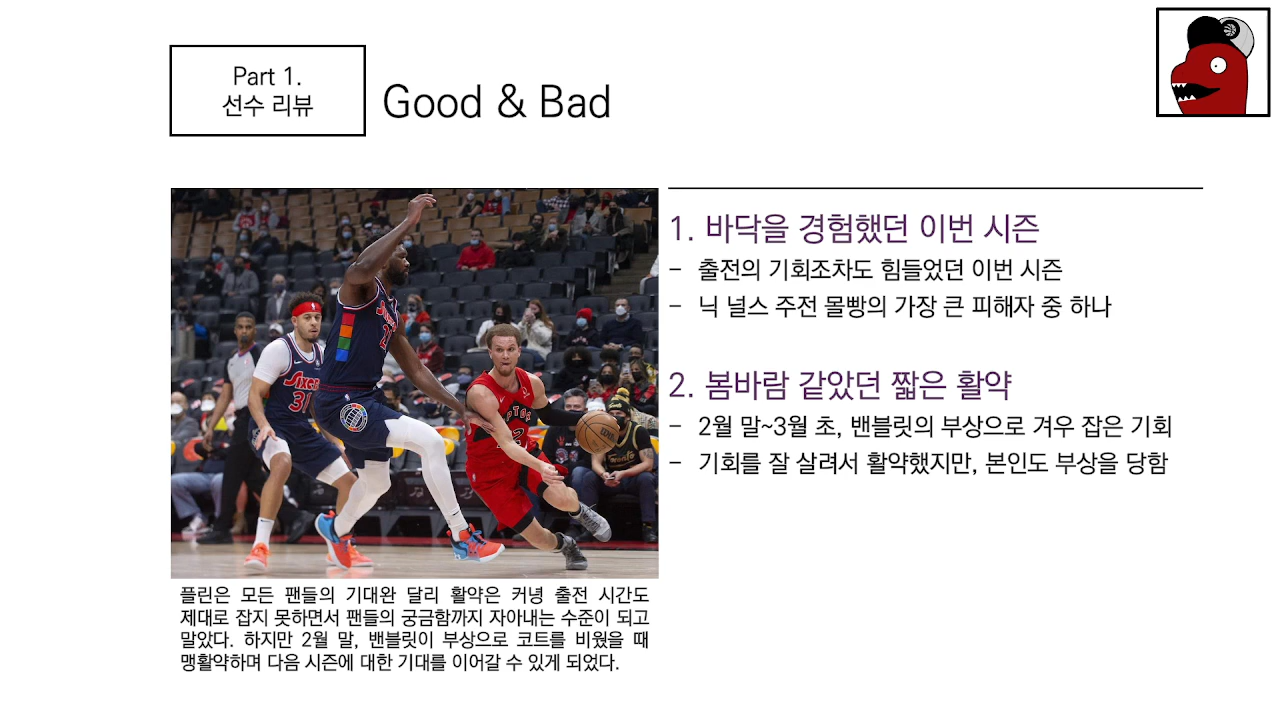 Part 1.
선수 리뷰
Good & Bad
1. 바닥을 경험했던 이번 시즌
- 출전의 기회조차도 힘들었던 이번 시즌
- 닉 널스 주전 몰빵의 가장 큰 피해자 중 하나
2. 봄바람 같았던 짧은 활약
- 2월 말~3월 초, 밴블릿의 부상으로 겨우 잡은 기회
- 기회를 잘 살려서 활약했지만, 본인도 부상을 당함
플린은 모든 팬들의 기대완 달리 활약은 커녕 출전 시간도
제대로 잡지 못하면서 팬들의 궁금함까지 자아내는 수준이 되고
말았다. 하지만 2월 말, 밴블릿이 부상으로 코트를 비웠을 때
맹활약하며 다음 시즌에 대한 기대를 이어갈 수 있게 되었다.